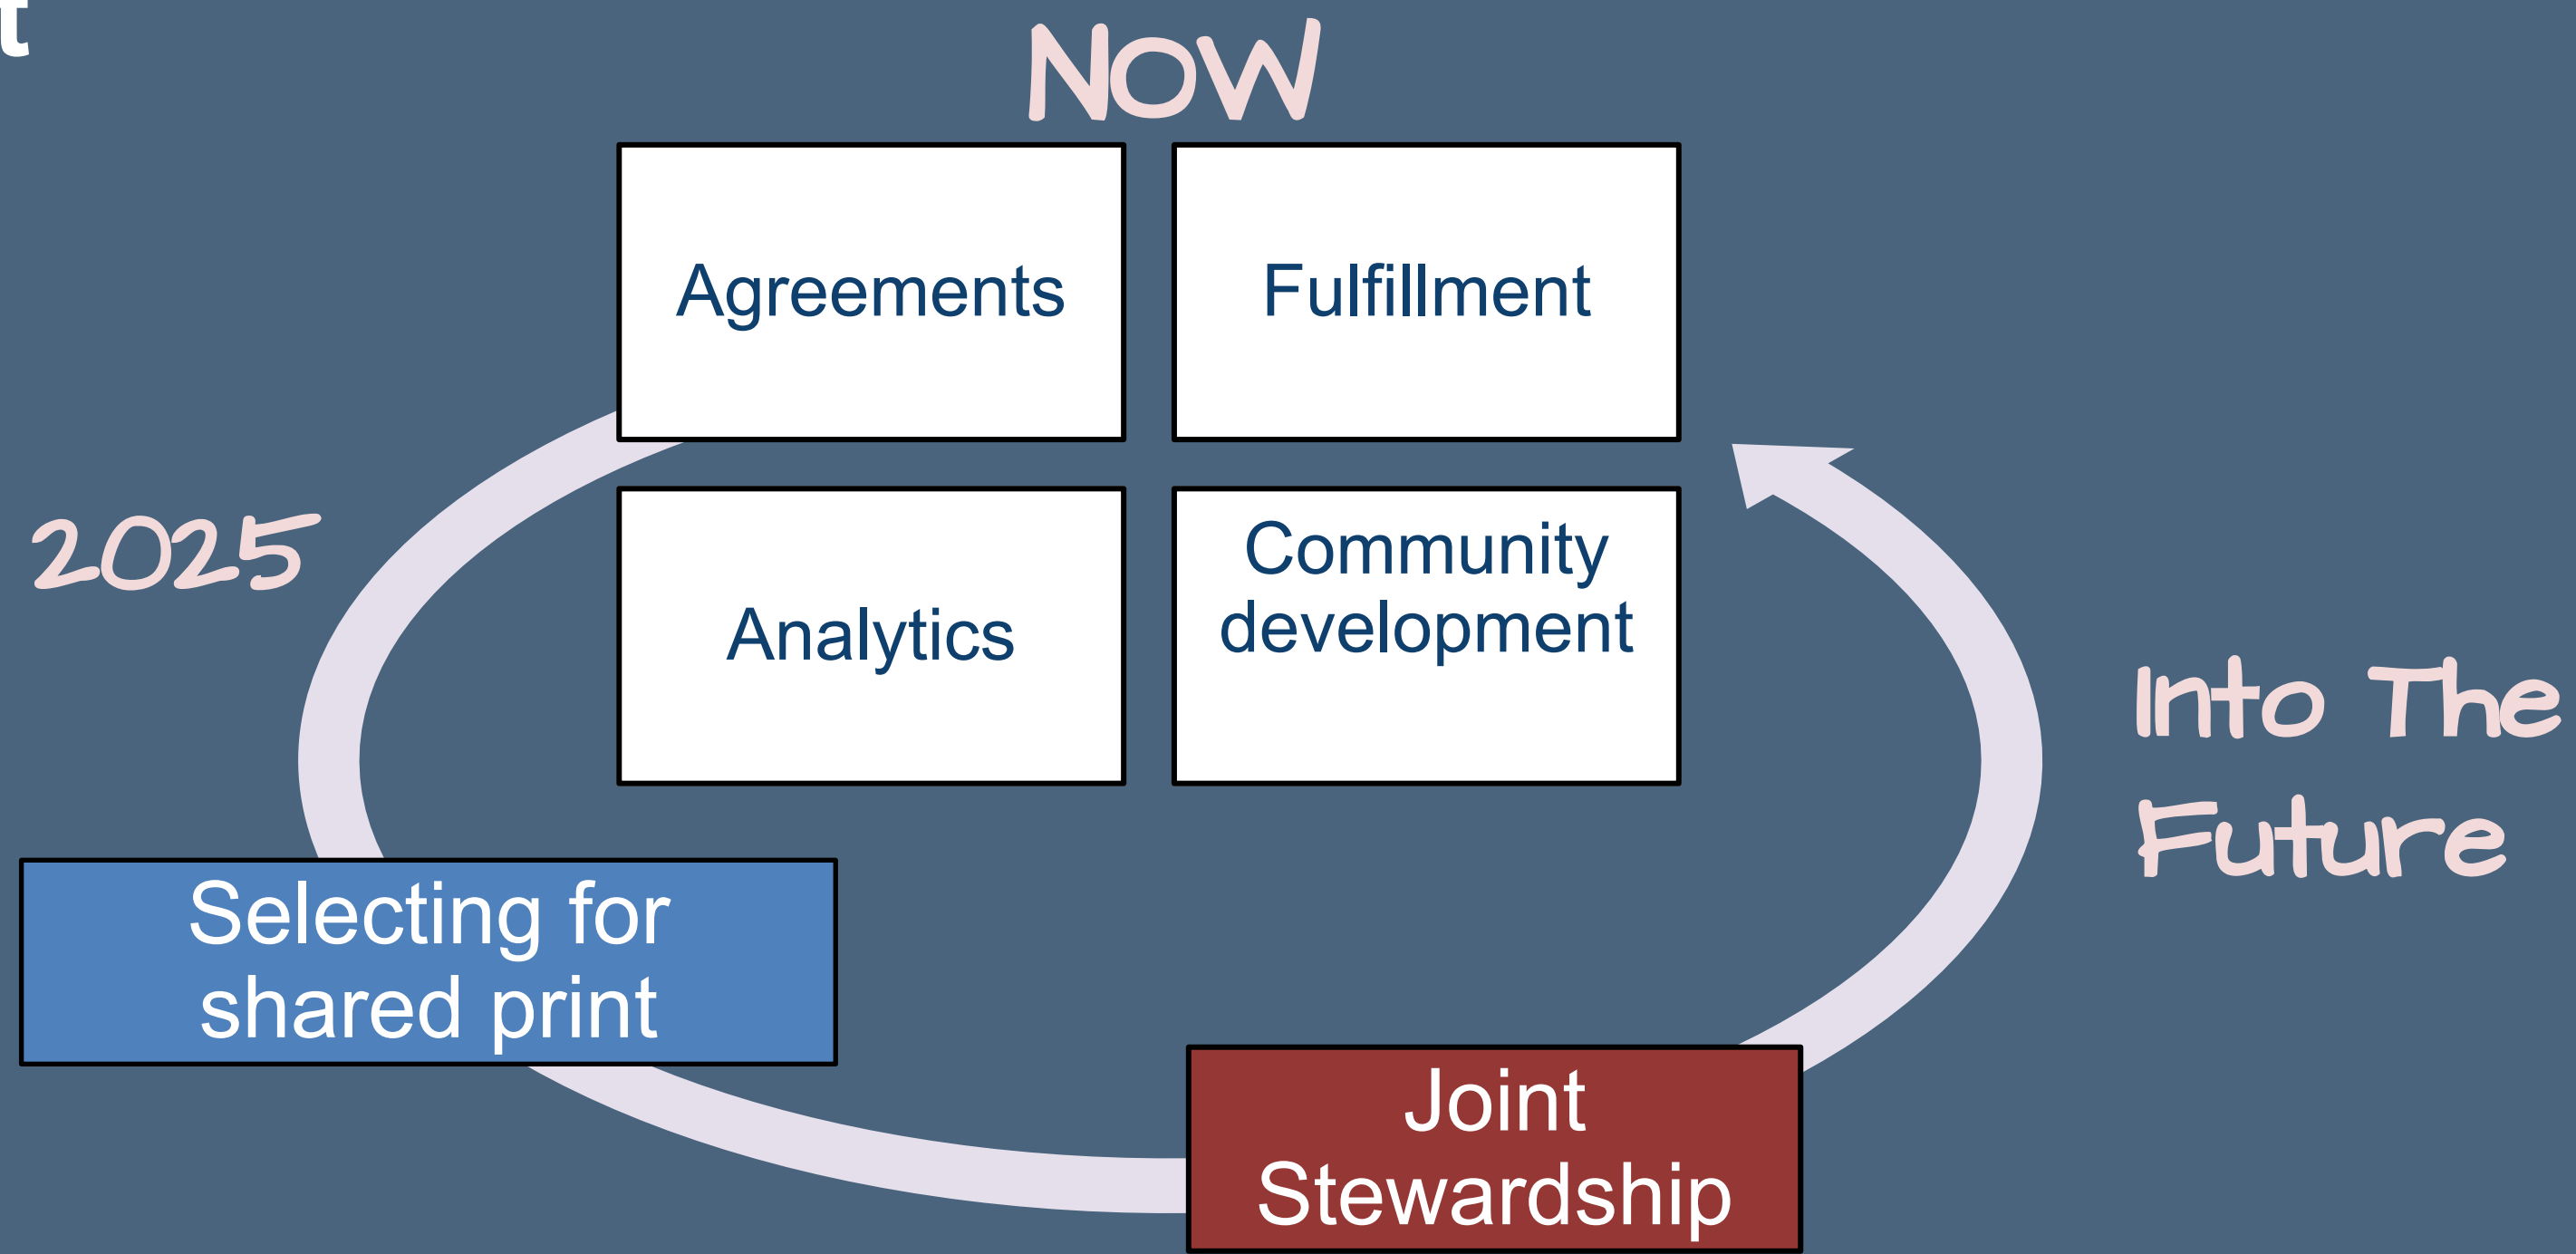 t
NOW
Agreements
Fulfillment
2025
Analytics
Community
development
Into The
Future
Selecting for
shared print
Joint
Stewardship